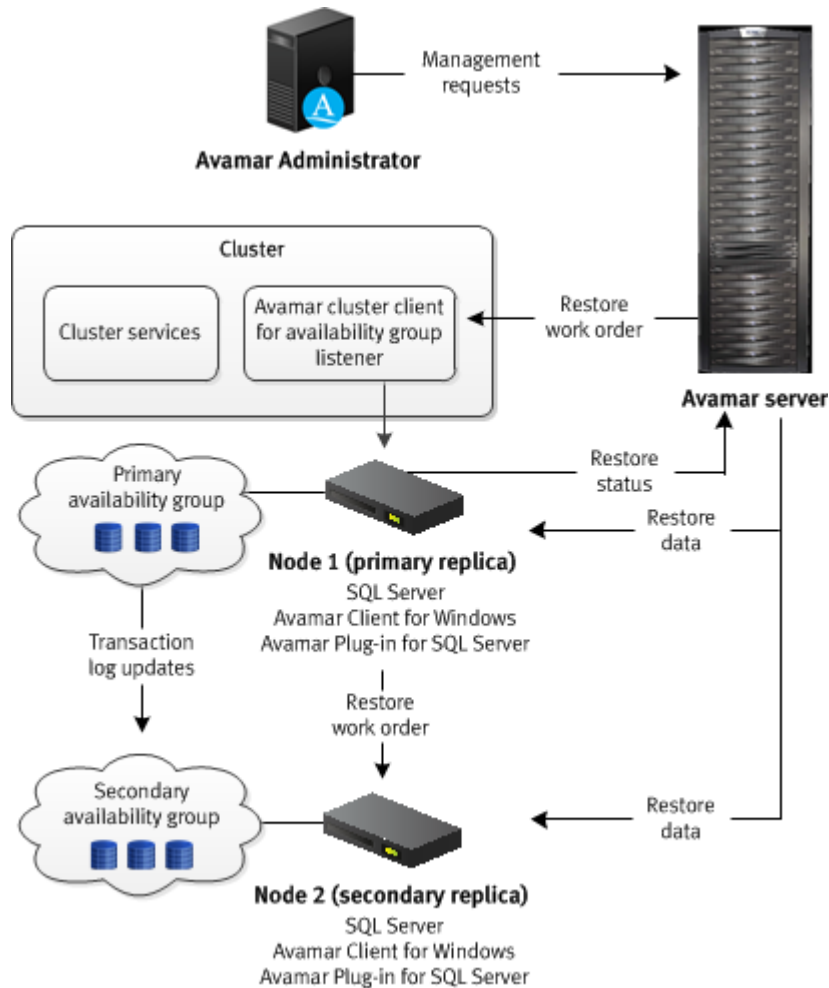 Management
requests
A
Avamar Administrator
Cluster
Cluster services
Avamar cluster client
for availability group
listener
Restore
work order
Avamar server
Primary
availability group
Restore
status
Restore
data
Node 1 (primary replica)
SQL Server
Avamar Client for Windows
Avamar Plug-in for SQL Server
Transaction
log updates
Restore
work order
Secondary
availability group
Restore
data
Node 2 (secondary replica)
SQL Server
Avamar Client for Windows
Avamar Plug-in for SQL Server